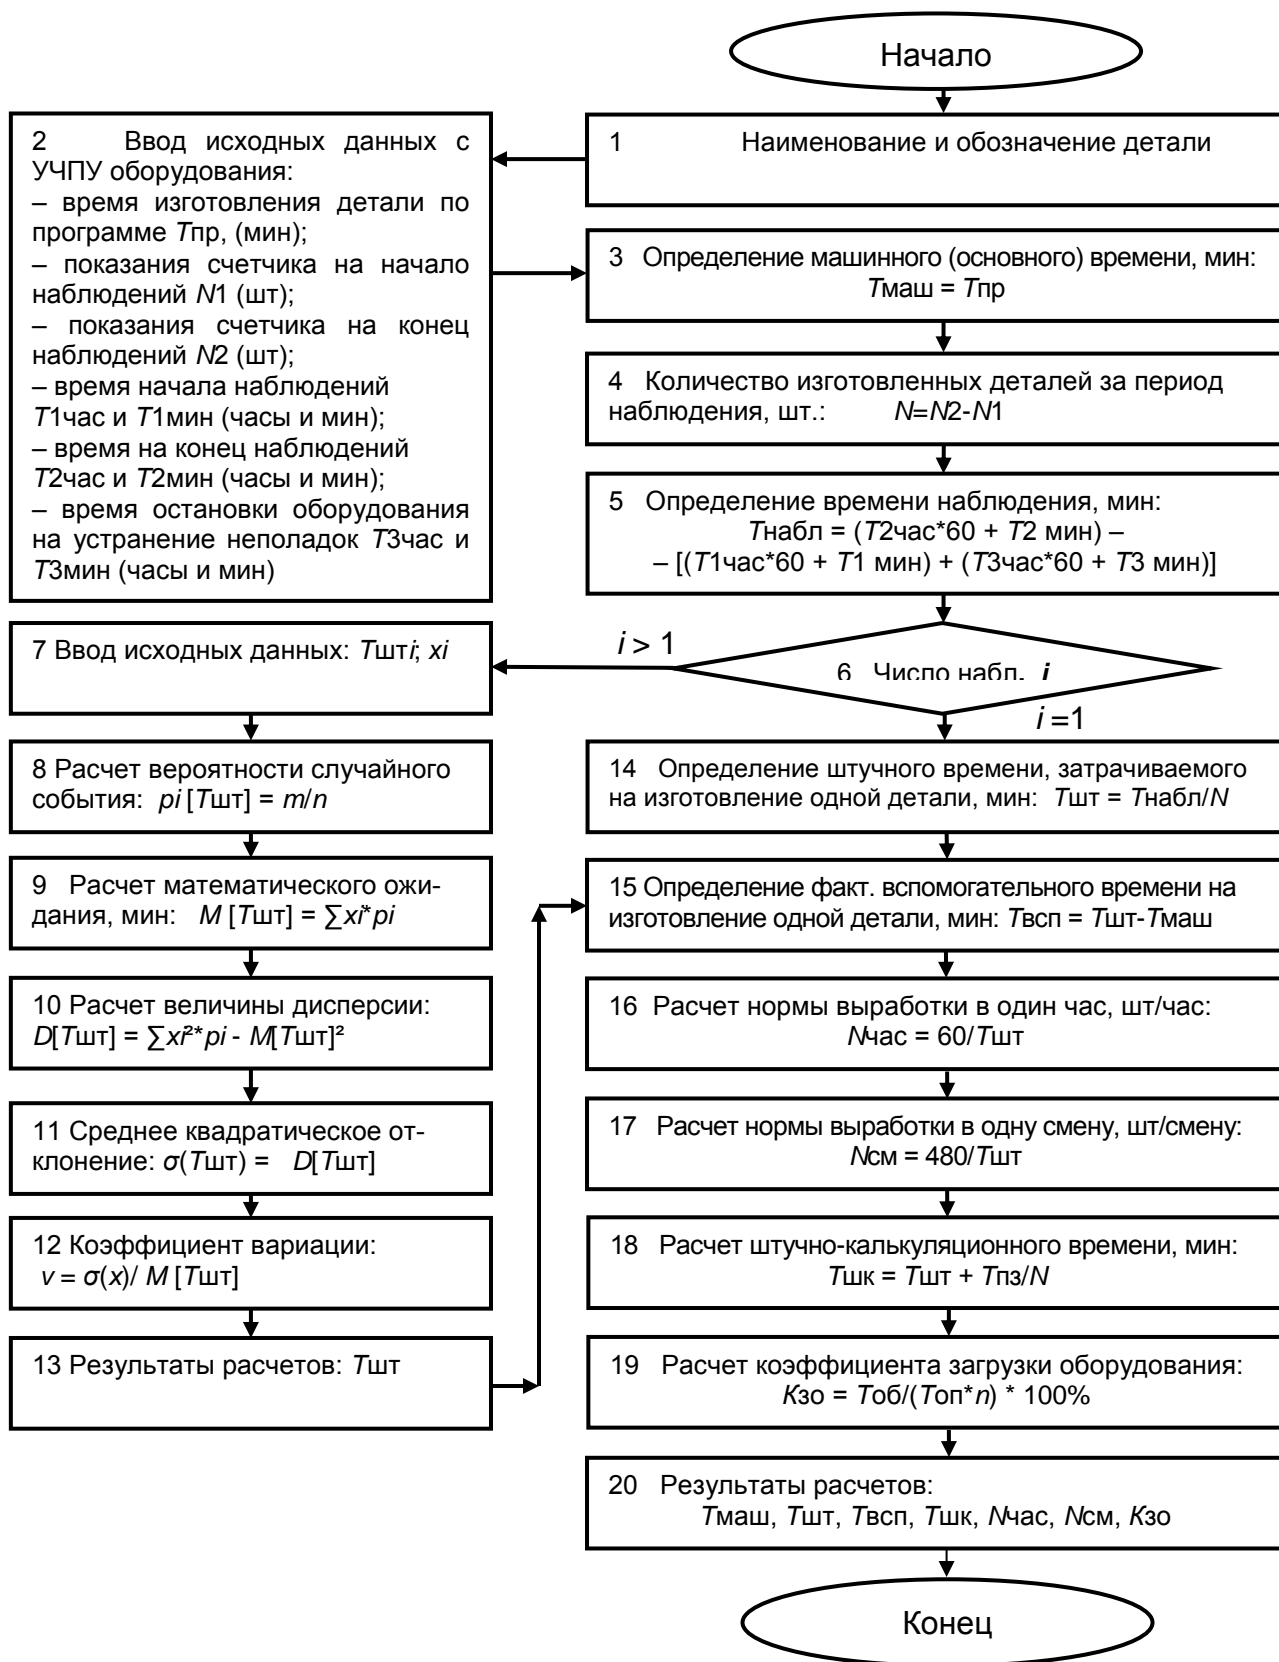 Начало
1 Наименование и обозначение детали
2 Ввод исходных данных с
УЧПУ оборудования:
– время изготовления детали по
программе Tпр, (мин);
– показания счетчика на начало
наблюдений N1 (шт);
– показания счетчика на конец
наблюдений N2 (шт);
– время начала наблюдений
T1час и T1мин (часы и мин);
– время на конец наблюдений
T2час и T2мин (часы и мин);
– время остановки оборудования
на устранение неполадок T3час и
T3мин (часы и мин)
3 Определение машинного (основного) времени, мин:
Tмаш = Tпр
4 Количество изготовленных деталей за период
наблюдения, шт.: N=N2-N1
5 Определение времени наблюдения, мин:
Tнабл = (T2час*60 + T2 мин) –
– [(T1час*60 + T1 мин) + (T3час*60 + T3 мин)]
6 Число набл. i
i > 1
i =1
7 Ввод исходных данных: Tштi; xi
8 Расчет вероятности случайного
события: pi [Tшт] = m/n
9 Расчет математического ожи-
дания, мин: M [Tшт] = ∑xi*pi
10 Расчет величины дисперсии:
D[Tшт] = ∑xi²*pi - M[Tшт]²
11 Среднее квадратическое от-
клонение: σ(Tшт) = D[Tшт]
12 Коэффициент вариации:
v = σ(x)/ M [Tшт]
13 Результаты расчетов: Tшт
14 Определение штучного времени, затрачиваемого
на изготовление одной детали, мин: Tшт = Tнабл/N
15 Определение факт. вспомогательного времени на
изготовление одной детали, мин: Tвсп = Tшт-Tмаш
16 Расчет нормы выработки в один час, шт/час:
Nчас = 60/Tшт
17 Расчет нормы выработки в одну смену, шт/смену:
Nсм = 480/Tшт
18 Расчет штучно-калькуляционного времени, мин:
Tшк = Tшт + Tпз/N
19 Расчет коэффициента загрузки оборудования:
Kзо = Tоб/(Tоп*n) * 100%
20 Результаты расчетов:
Tмаш, Tшт, Tвсп, Tшк, Nчас, Nсм, Kзо
Конец